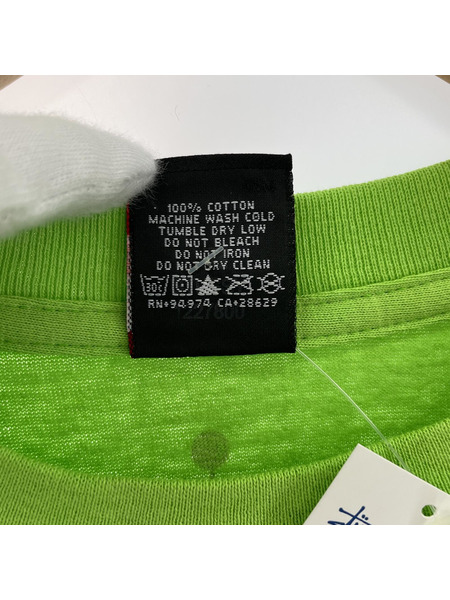 100% COTTON
MACHINE WASH COLD
TUMBLE DRY LOW
DO NOT BLEACH
DO NOT IRON
DO NOT DRY CLEAN
30c
RN*94974 CA*28629